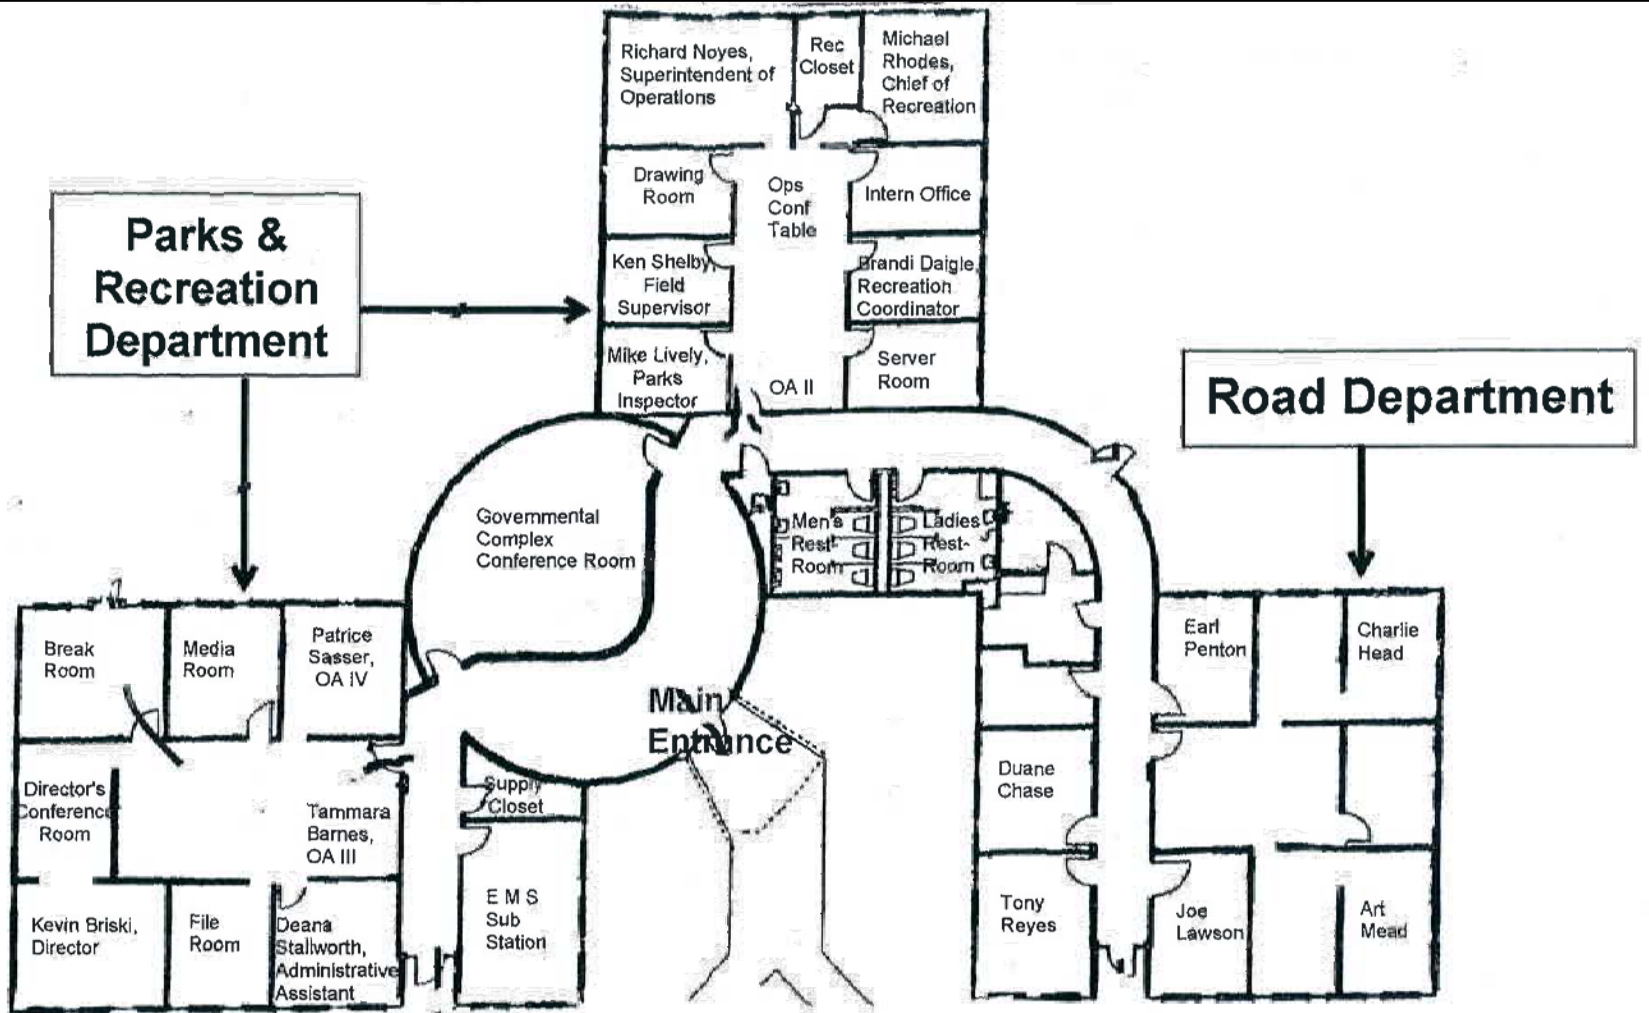 Richard Noyes,
Superintendent of
Operations
Rec
Closet
Michael
Rhodes,
Chief of
Recreation
Drawing
Room
Ops
Conf
Table
Intern Office
Parks &
Recreation
Department
Ken Shelby,
Field
Supervisor
Brandi Daigle,
Recreation
Coordinator
Mike Lively,
Parks
Inspector
OA II
Server
Room
Road Department
Governmental
Complex
Conference Room
Men's
Rest-
Room
Ladies
Rest-
Room
Break
Room
Media
Room
Patrice
Sasser,
OA IV
Earl
Penton
Charlie
Head
Main
Entrance
Director's
Conference
Room
Tammara
Barnes,
OA III
Supply
Closet
Duane
Chase
Kevin Briski,
Director
File
Room
Deana
Stallworth,
Administrative
Assistant
E M S
Sub
Station
Tony
Reyes
Joe
Lawson
Art
Mead